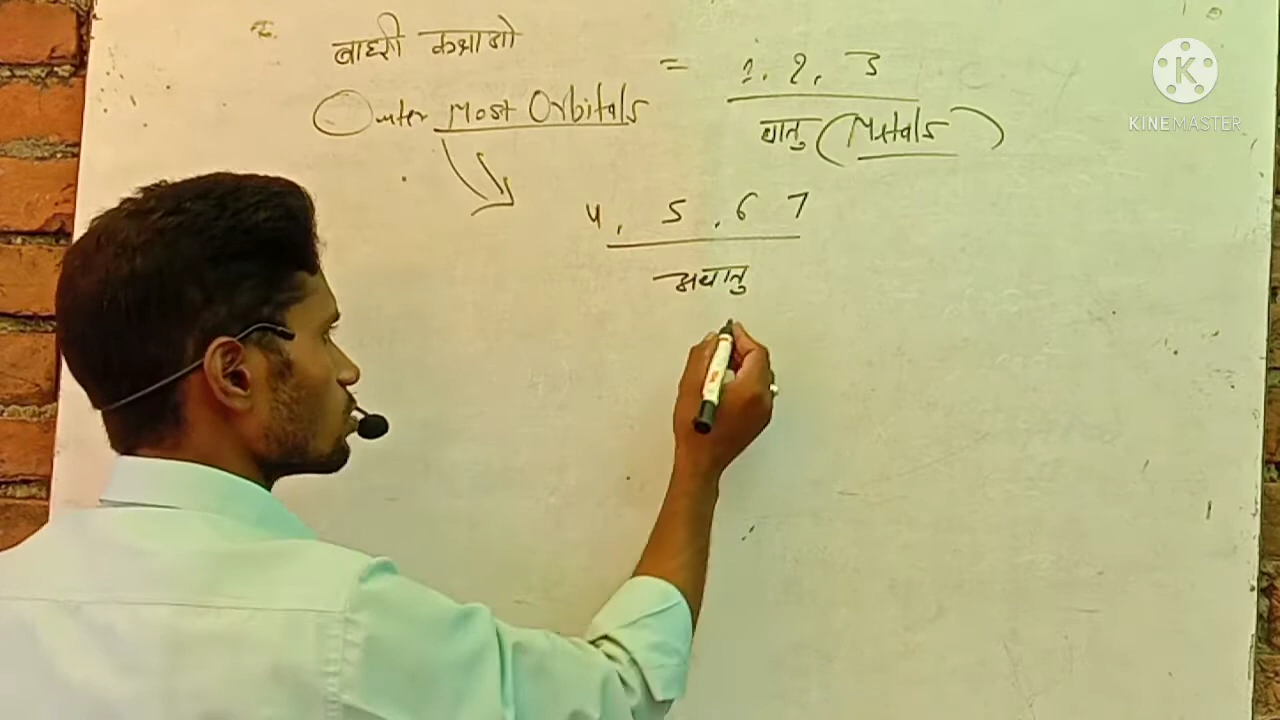 बाहरी कक्षाओ
Outer Most Orbitals = 1, 2, 3
धातु (Metals)
4, 5, 6 7
अधातु
K
KINEMASTER